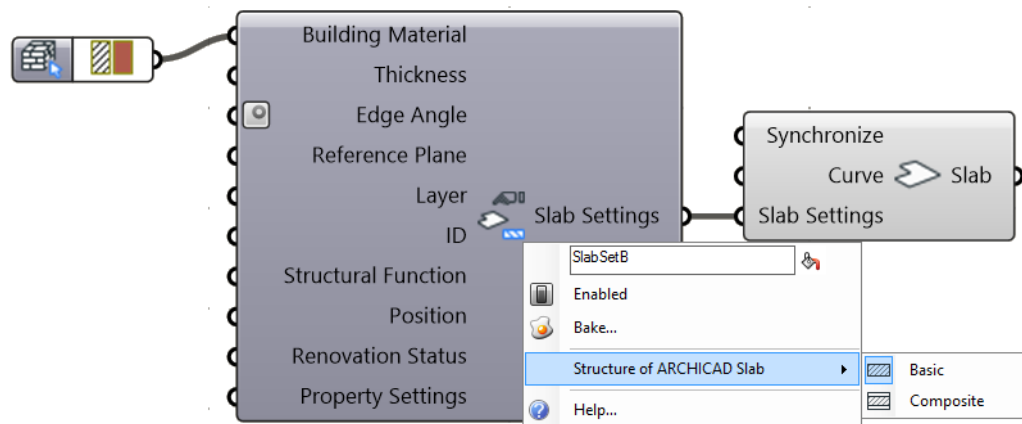 Building Material
Thickness
Edge Angle
Reference Plane
Layer
ID
Structural Function
Position
Renovation Status
Property Settings
Slab Settings
Synchronize
Curve
Slab Settings
Slab
SlabSetB
Enabled
Bake...
Structure of ARCHICAD Slab
Help...
Basic
Composite